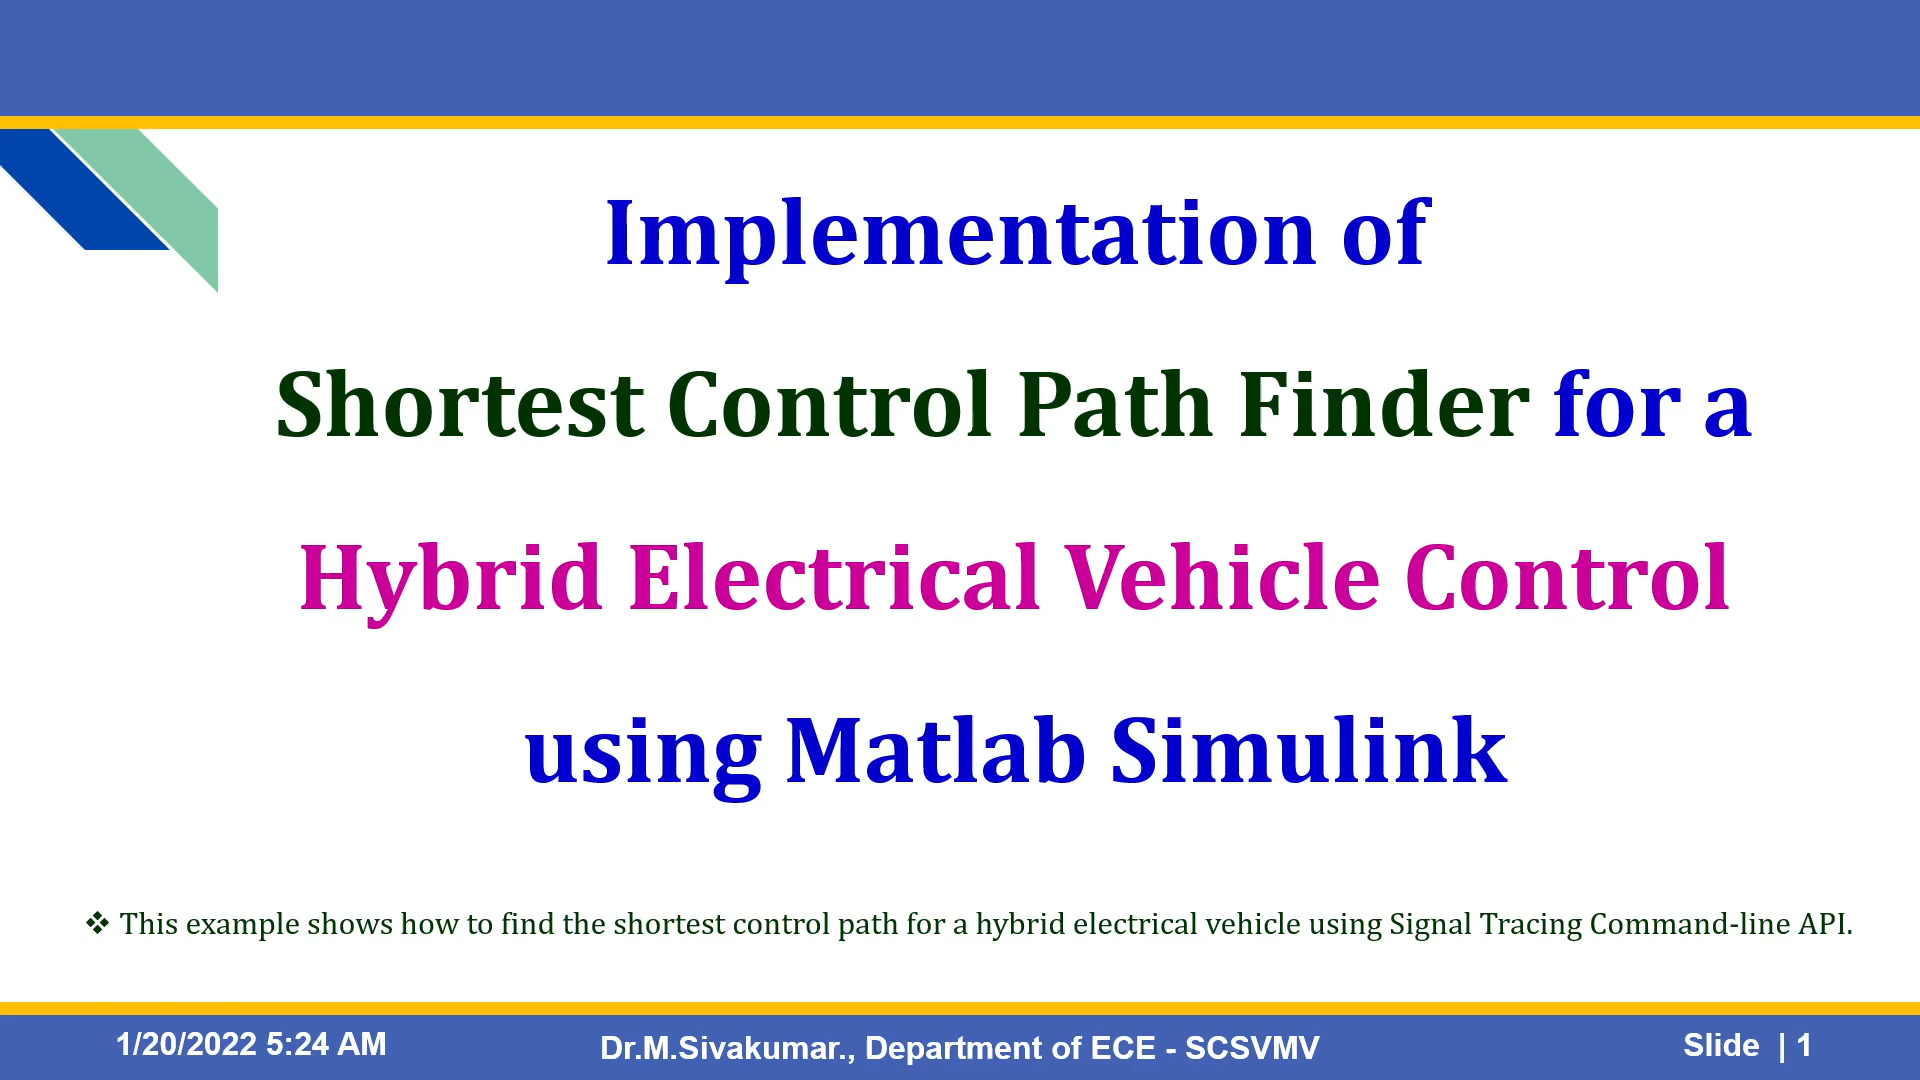 Implementation of
Shortest Control Path Finder for a
Hybrid Electrical Vehicle Control
using Matlab Simulink
❖ This example shows how to find the shortest control path for a hybrid electrical vehicle using Signal Tracing Command-line API.
1/20/2022 5:24 AM
Dr.M.Sivakumar., Department of ECE - SCSVMV
Slide | 1